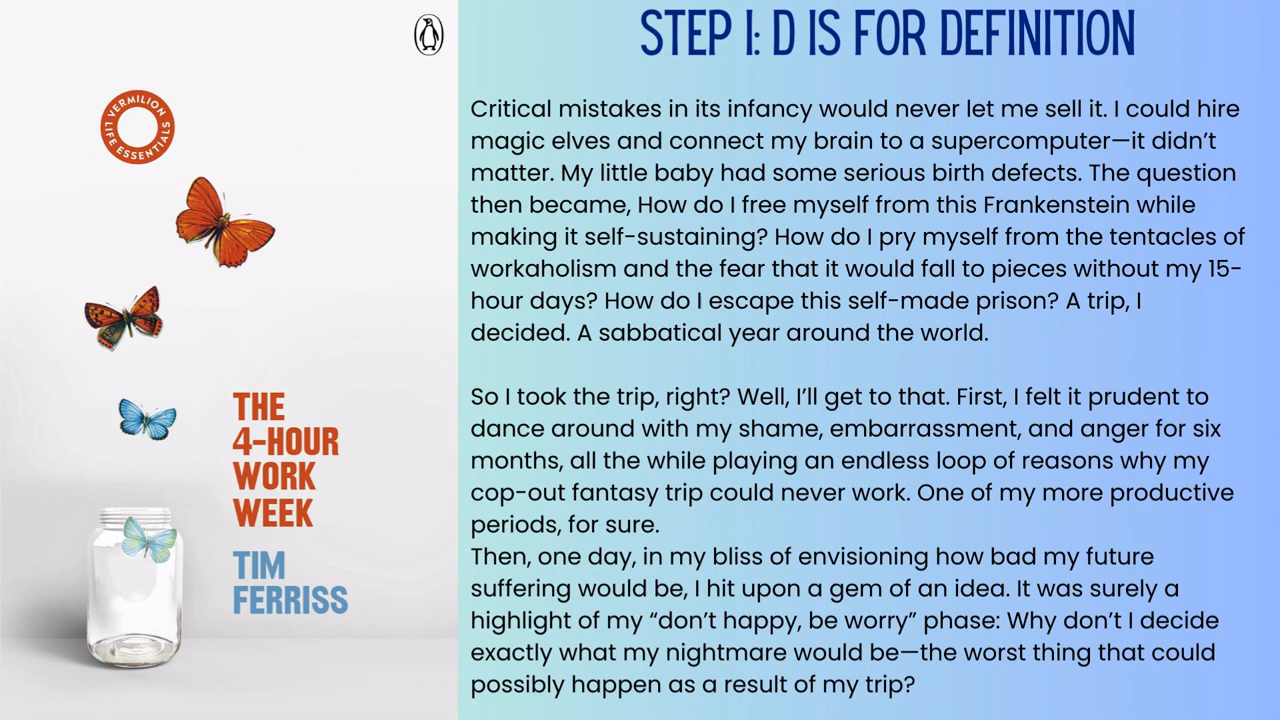 VERMILION
LIFE ESSENTIALS
THE
4-HOUR
WORK
WEEK
TIM
FERRISS
STEP 1: D IS FOR DEFINITION
Critical mistakes in its infancy would never let me sell it. I could hire
magic elves and connect my brain to a supercomputer—it didn’t
matter. My little baby had some serious birth defects. The question
then became, How do I free myself from this Frankenstein while
making it self-sustaining? How do I pry myself from the tentacles of
workaholism and the fear that it would fall to pieces without my 15-
hour days? How do I escape this self-made prison? A trip, I
decided. A sabbatical year around the world.
So I took the trip, right? Well, I’ll get to that. First, I felt it prudent to
dance around with my shame, embarrassment, and anger for six
months, all the while playing an endless loop of reasons why my
cop-out fantasy trip could never work. One of my more productive
periods, for sure.
Then, one day, in my bliss of envisioning how bad my future
suffering would be, I hit upon a gem of an idea. It was surely a
highlight of my “don’t happy, be worry” phase: Why don’t I decide
exactly what my nightmare would be—the worst thing that could
possibly happen as a result of my trip?